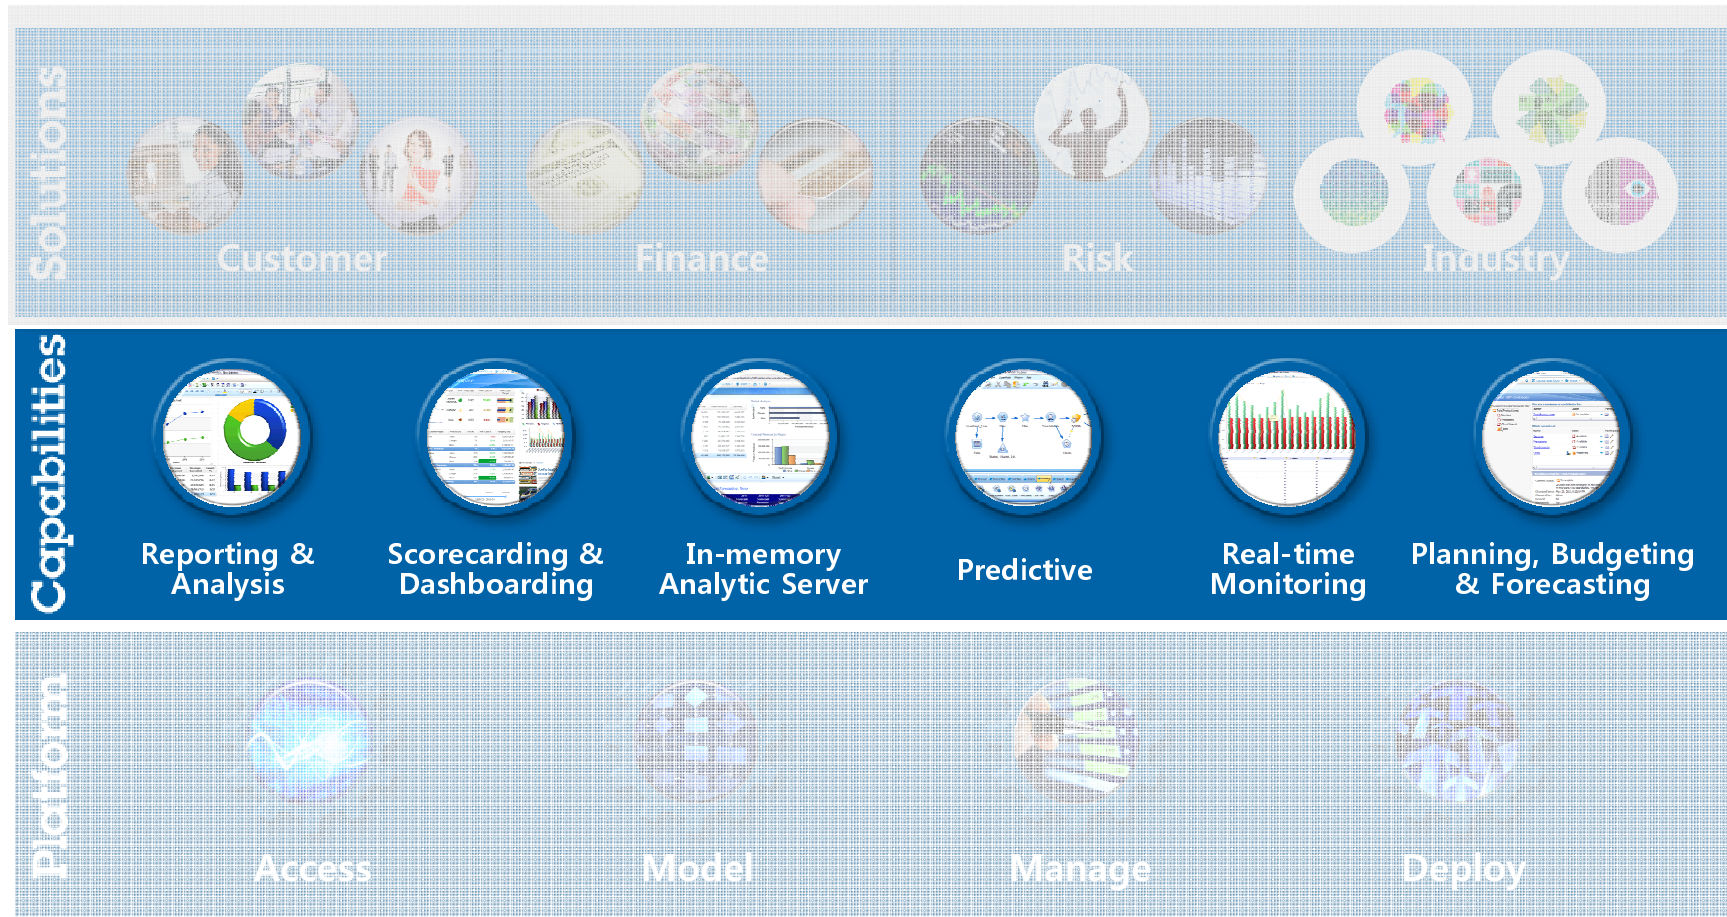 Solutions
Customer
Finance
Risk
Industry
Capabilities
Reporting &
Analysis
Scorecarding &
Dashboarding
In-memory
Analytic Server
Predictive
Real-time
Monitoring
Planning, Budgeting
& Forecasting
Platform
Access
Model
Manage
Deploy